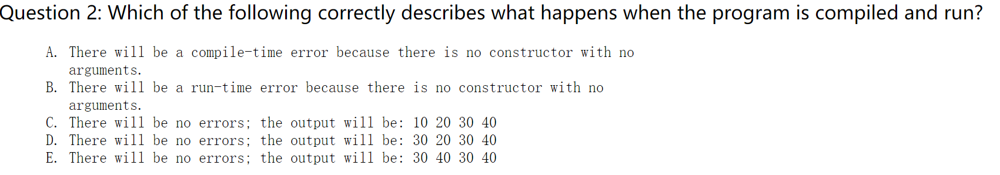 Question 2: Which of the following correctly describes what happens when the program is compiled and run?
A. There will be a compile-time error because there is no constructor with no
arguments.
B. There will be a run-time error because there is no constructor with no
arguments.
C. There will be no errors; the output will be: 10 20 30 40
D. There will be no errors; the output will be: 30 20 30 40
E. There will be no errors; the output will be: 30 40 30 40